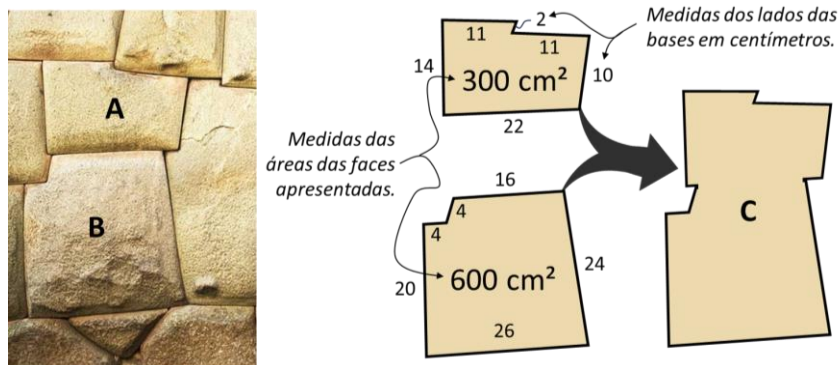 A
B
11
2
11
14
300 cm²
10
22
Medidas dos lados das
bases em centímetros.
Medidas das
áreas das faces
apresentadas.
16
4
4
20
600 cm²
24
26
C